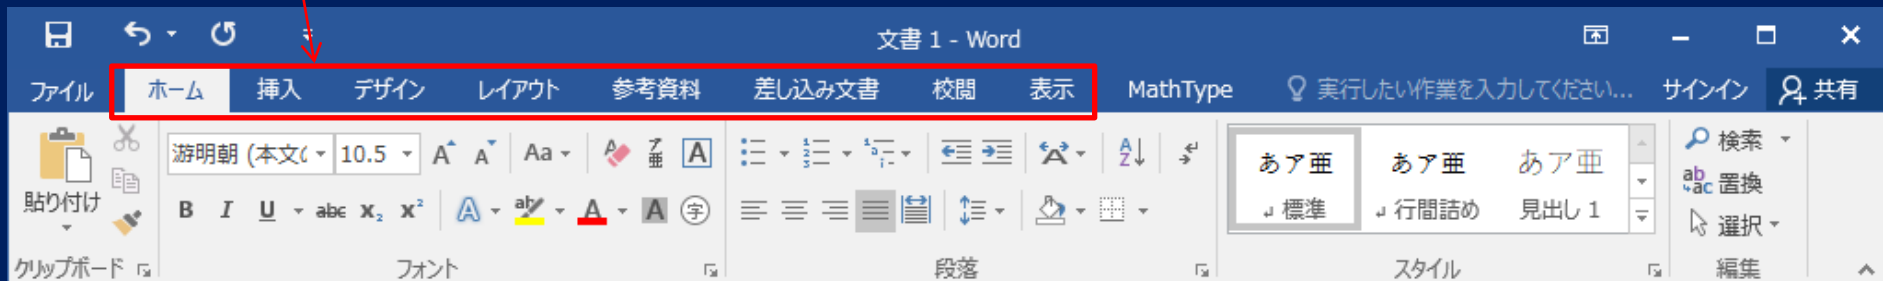 文書 1 - Word
ファイル ホーム 挿入 デザイン レイアウト 参考資料 差し込み文書 校閲 表示 MathType 実行したい作業を入力してください... サインイン 共有
貼り付け
クリップボード
游明朝 (本文( 10.5 A A Aa ア亜 A
B I U abc X₂ X² A aby A A 字
フォント
段落
あア亜 あア亜 あア亜
↲ 標準 ↲ 行間詰め 見出し 1
スタイル
検索
置換
選択
編集